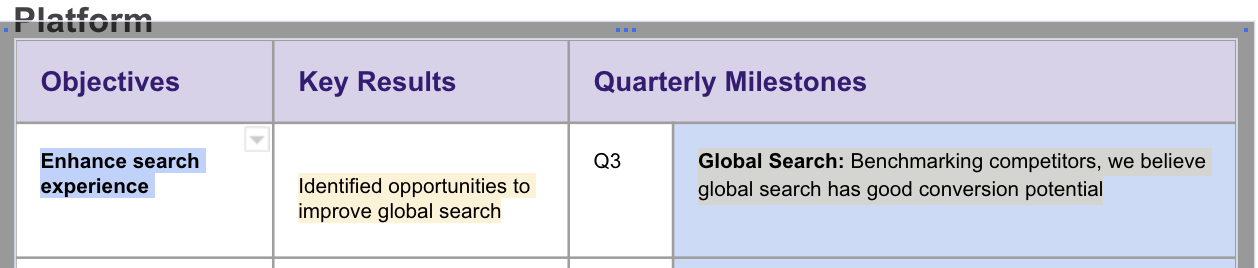 Platform
Objectives
Key Results
Quarterly Milestones
Enhance search
experience
Identified opportunities to
improve global search
Q3
Global Search: Benchmarking competitors, we believe
global search has good conversion potential